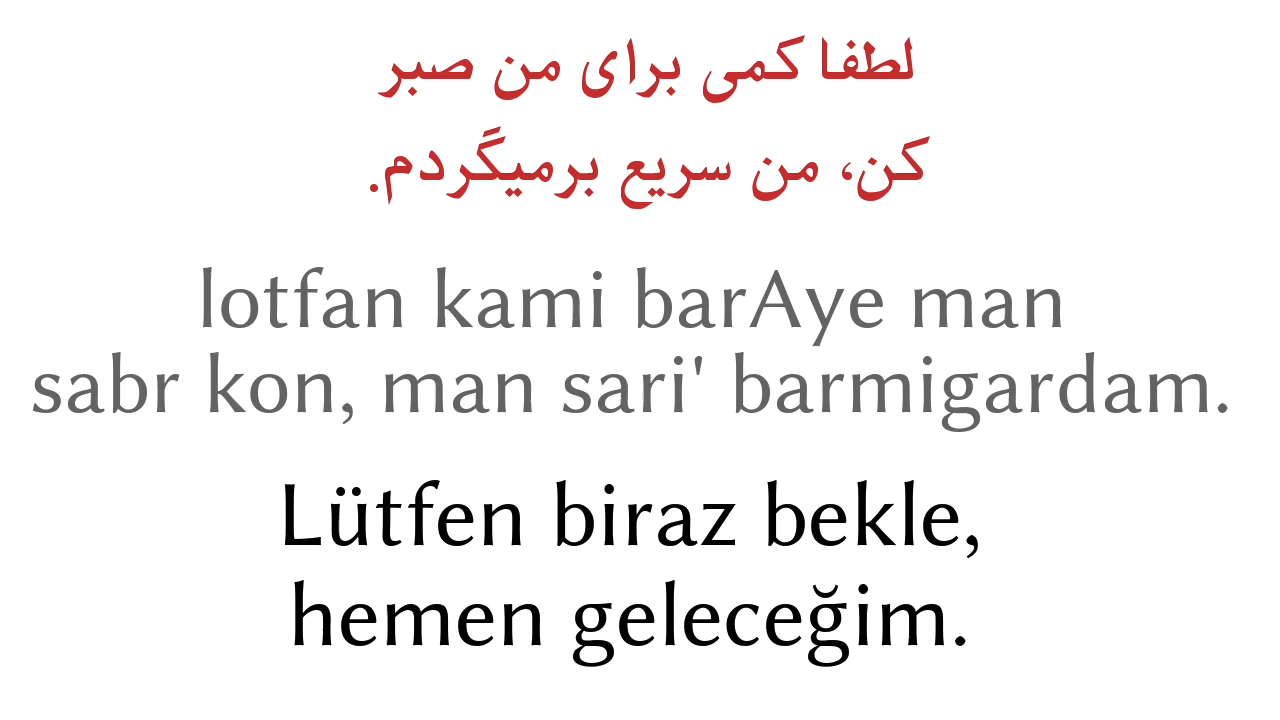 لطفا کمی برای من صبر
کن، من سریع برمیگردم.
lotfan kami barAye man
sabr kon, man sari' barmigardam.
Lütfen biraz bekle,
hemen geleceğim.